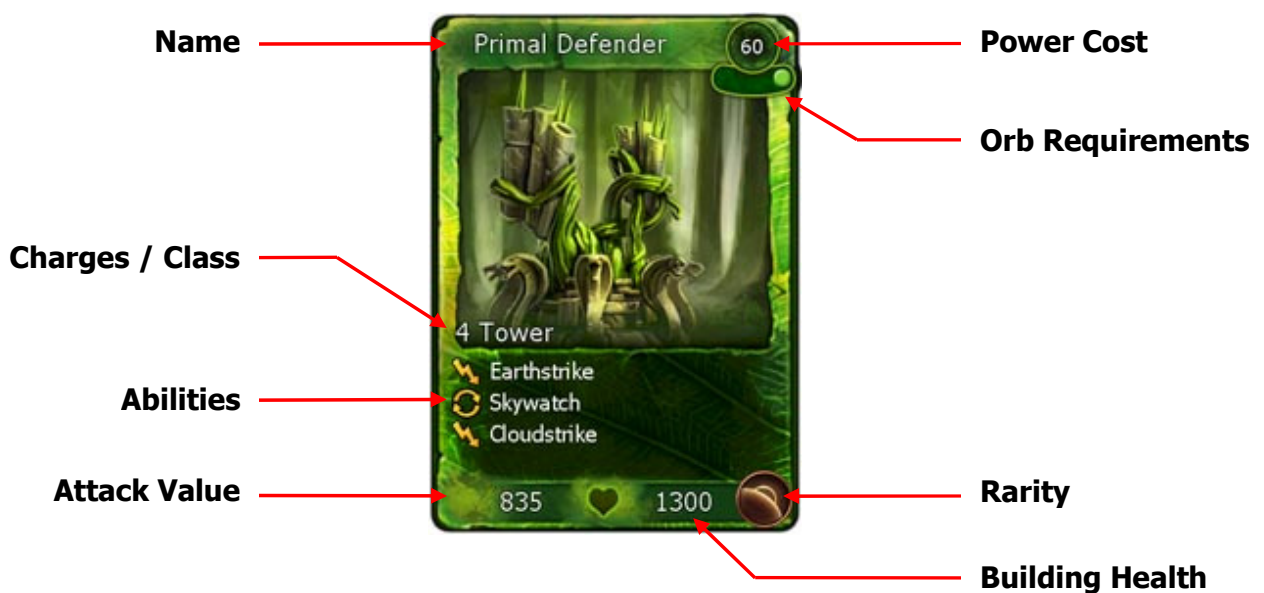 Name
Primal Defender
60
Power Cost
Orb Requirements
Charges / Class
4 Tower
Earthstrike
Abilities
Skywatch
Cloudstrike
Attack Value
835
1300
Rarity
Building Health